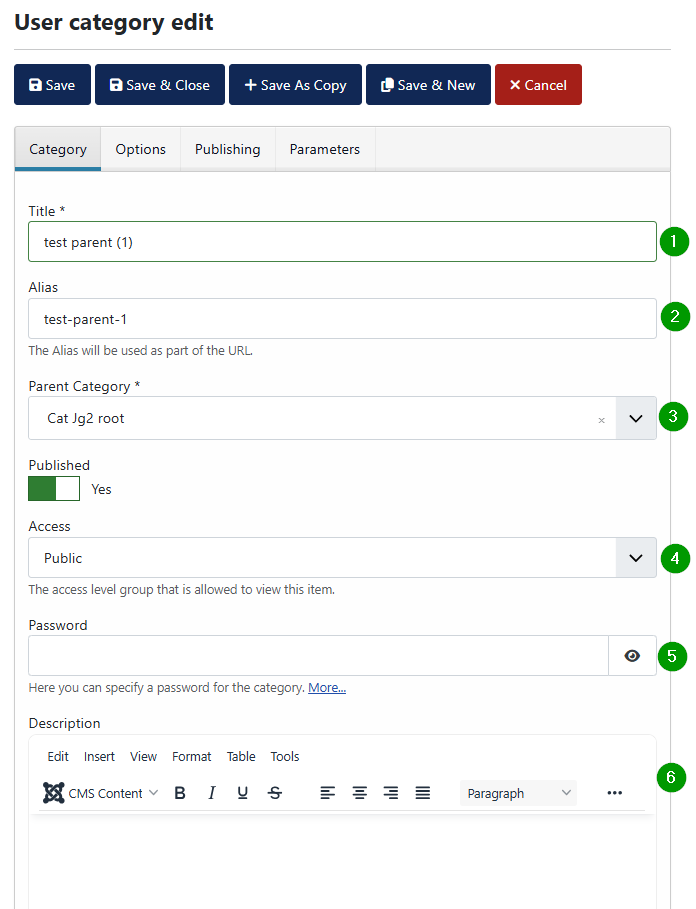 User category edit
Save Save & Close Save As Copy Save & New Cancel
Category Options Publishing Parameters
Title *
test parent (1) 1
Alias
test-parent-1 2
The Alias will be used as part of the URL.
Parent Category *
Cat Jg2 root × 3
Published
Yes
Access
Public 4
The access level group that is allowed to view this item.
Password
5
Here you can specify a password for the category. More...
Description
Edit Insert View Format Table Tools
6
CMS Content B I U S Paragraph ...